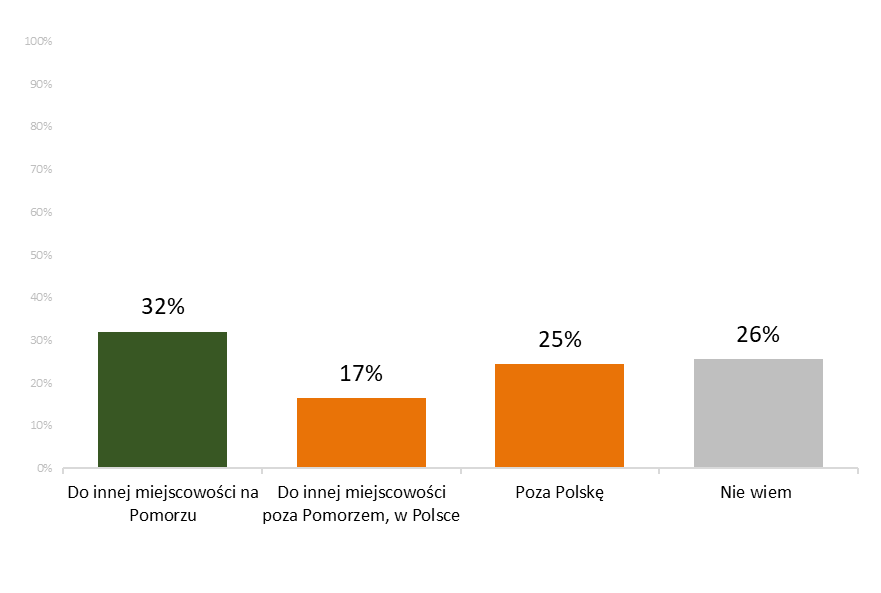 100%
90%
80%
70%
60%
50%
40%
30%
20%
10%
0%
32%
17%
25%
26%
Do innej miejscowości na
Pomorzu
Do innej miejscowości
poza Pomorzem, w Polsce
Poza Polskę
Nie wiem